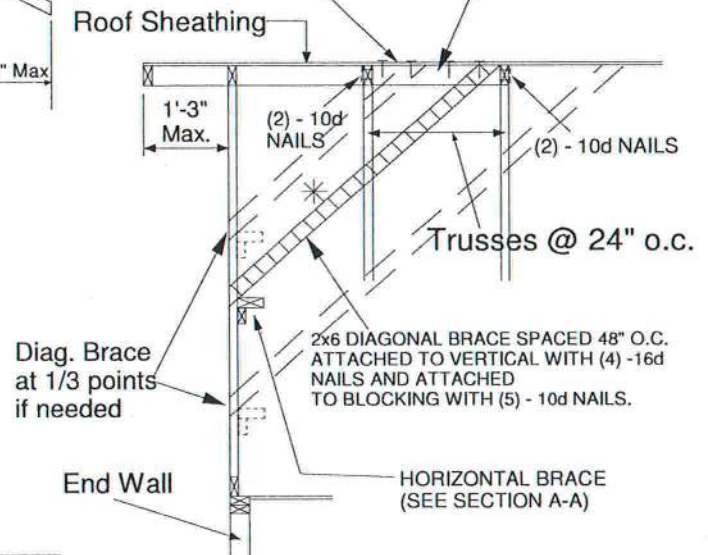 Roof Sheathing
" Max
1'-3"
Max.
(2) - 10d
NAILS
(2) - 10d NAILS
Trusses @ 24" o.c.
Diag. Brace
at 1/3 points
if needed
2x6 DIAGONAL BRACE SPACED 48" O.C.
ATTACHED TO VERTICAL WITH (4) -16d
NAILS AND ATTACHED
TO BLOCKING WITH (5) - 10d NAILS.
End Wall
HORIZONTAL BRACE
(SEE SECTION A-A)